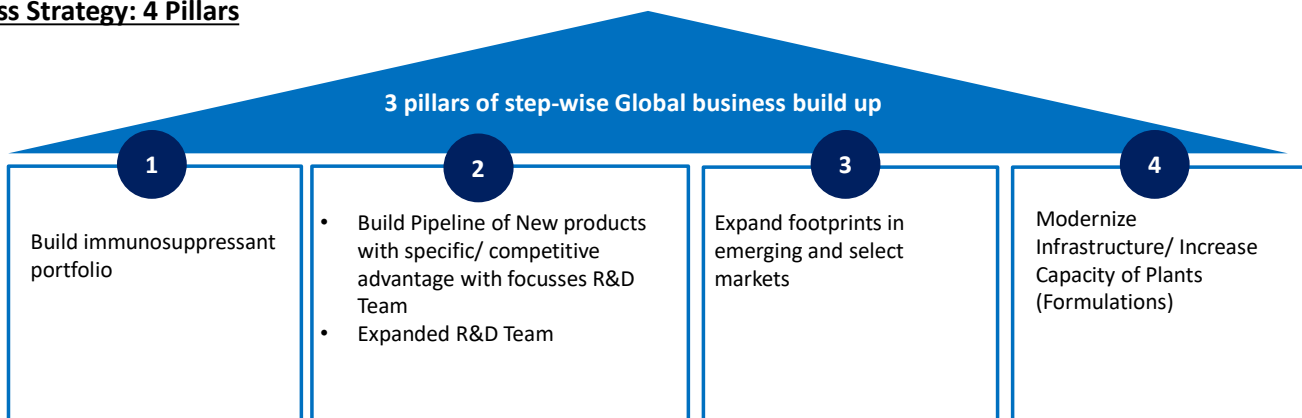 ss Strategy: 4 Pillars
3 pillars of step-wise Global business build up
1
2
3
4
Build immunosuppressant
portfolio
• Build Pipeline of New products
with specific/ competitive
advantage with focusses R&D
Team
• Expanded R&D Team
Expand footprints in
emerging and select
markets
Modernize
Infrastructure/ Increase
Capacity of Plants
(Formulations)